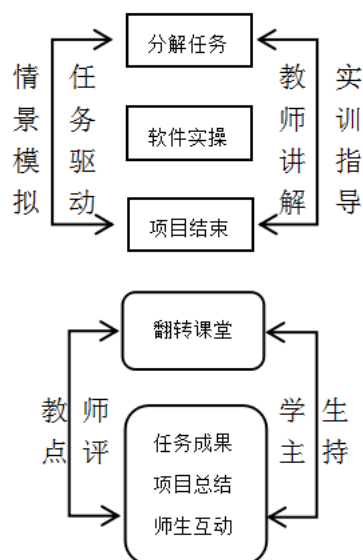 分解任务
情景模拟
任务驱动
软件实操
教师讲解
实训指导
项目结束
翻转课堂
教师点评
学生主持
任务成果
项目总结
师生互动